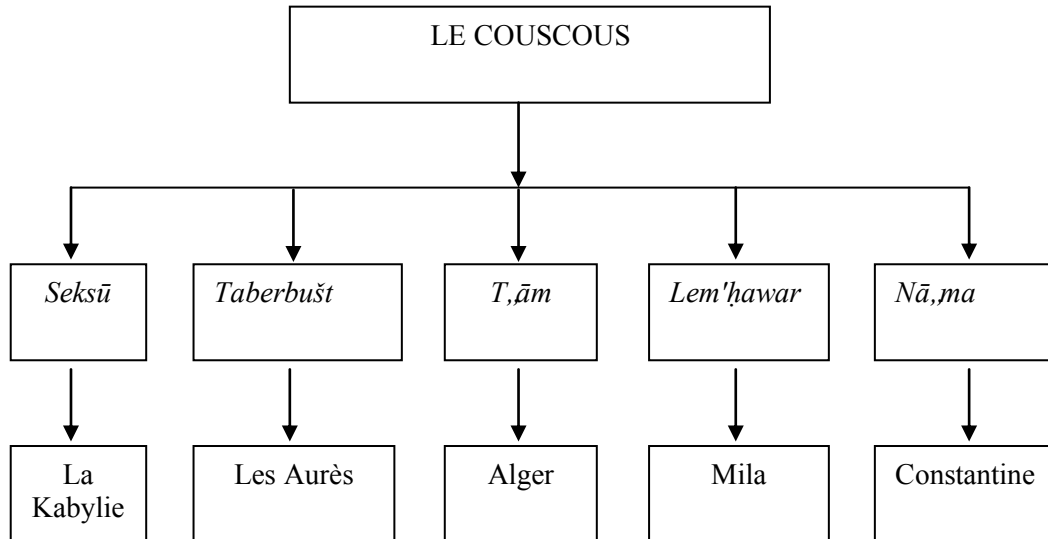 LE COUSCOUS
Seksū
Taberbušt
T,ām
Lem'ḥawar
Nā,ma
La
Kabylie
Les Aurès
Alger
Mila
Constantine